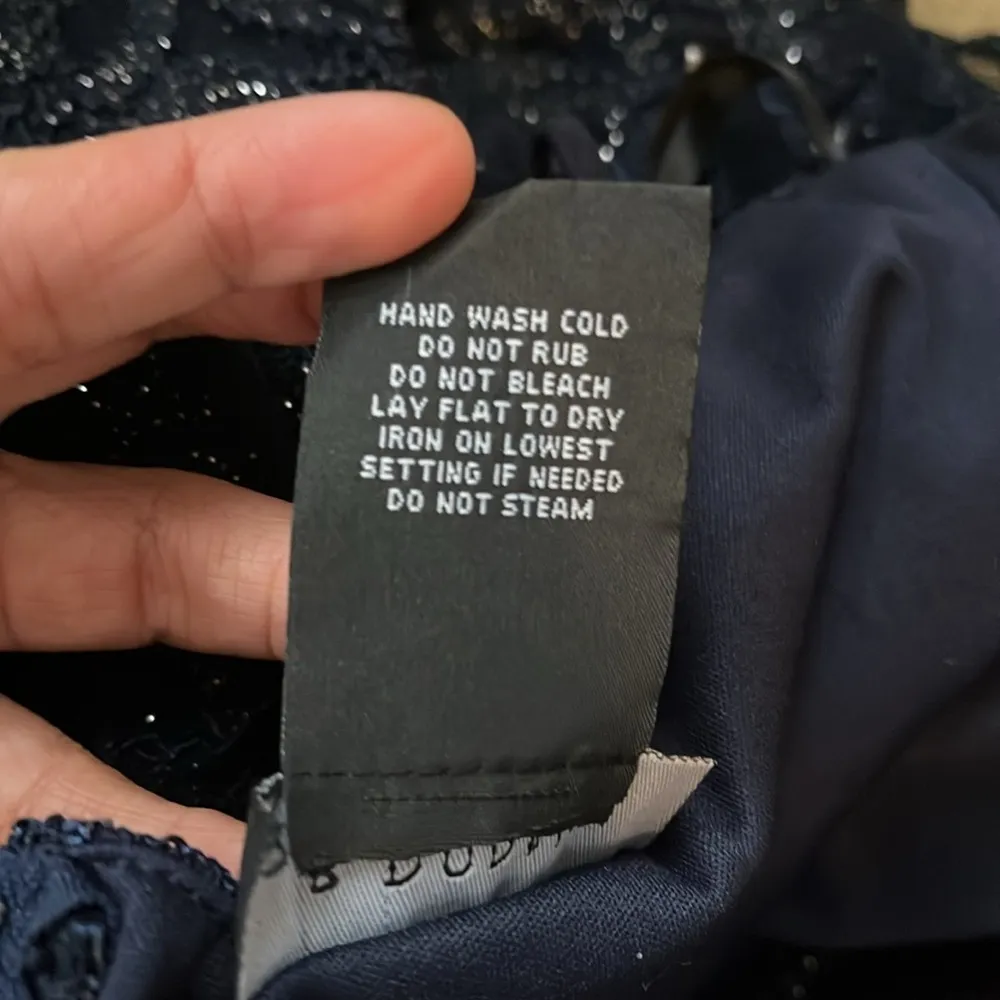 HAND WASH COLD
DO NOT RUB
DO NOT BLEACH
LAY FLAT TO DRY
IRON ON LOWEST
SETTING IF NEEDED
DO NOT STEAM